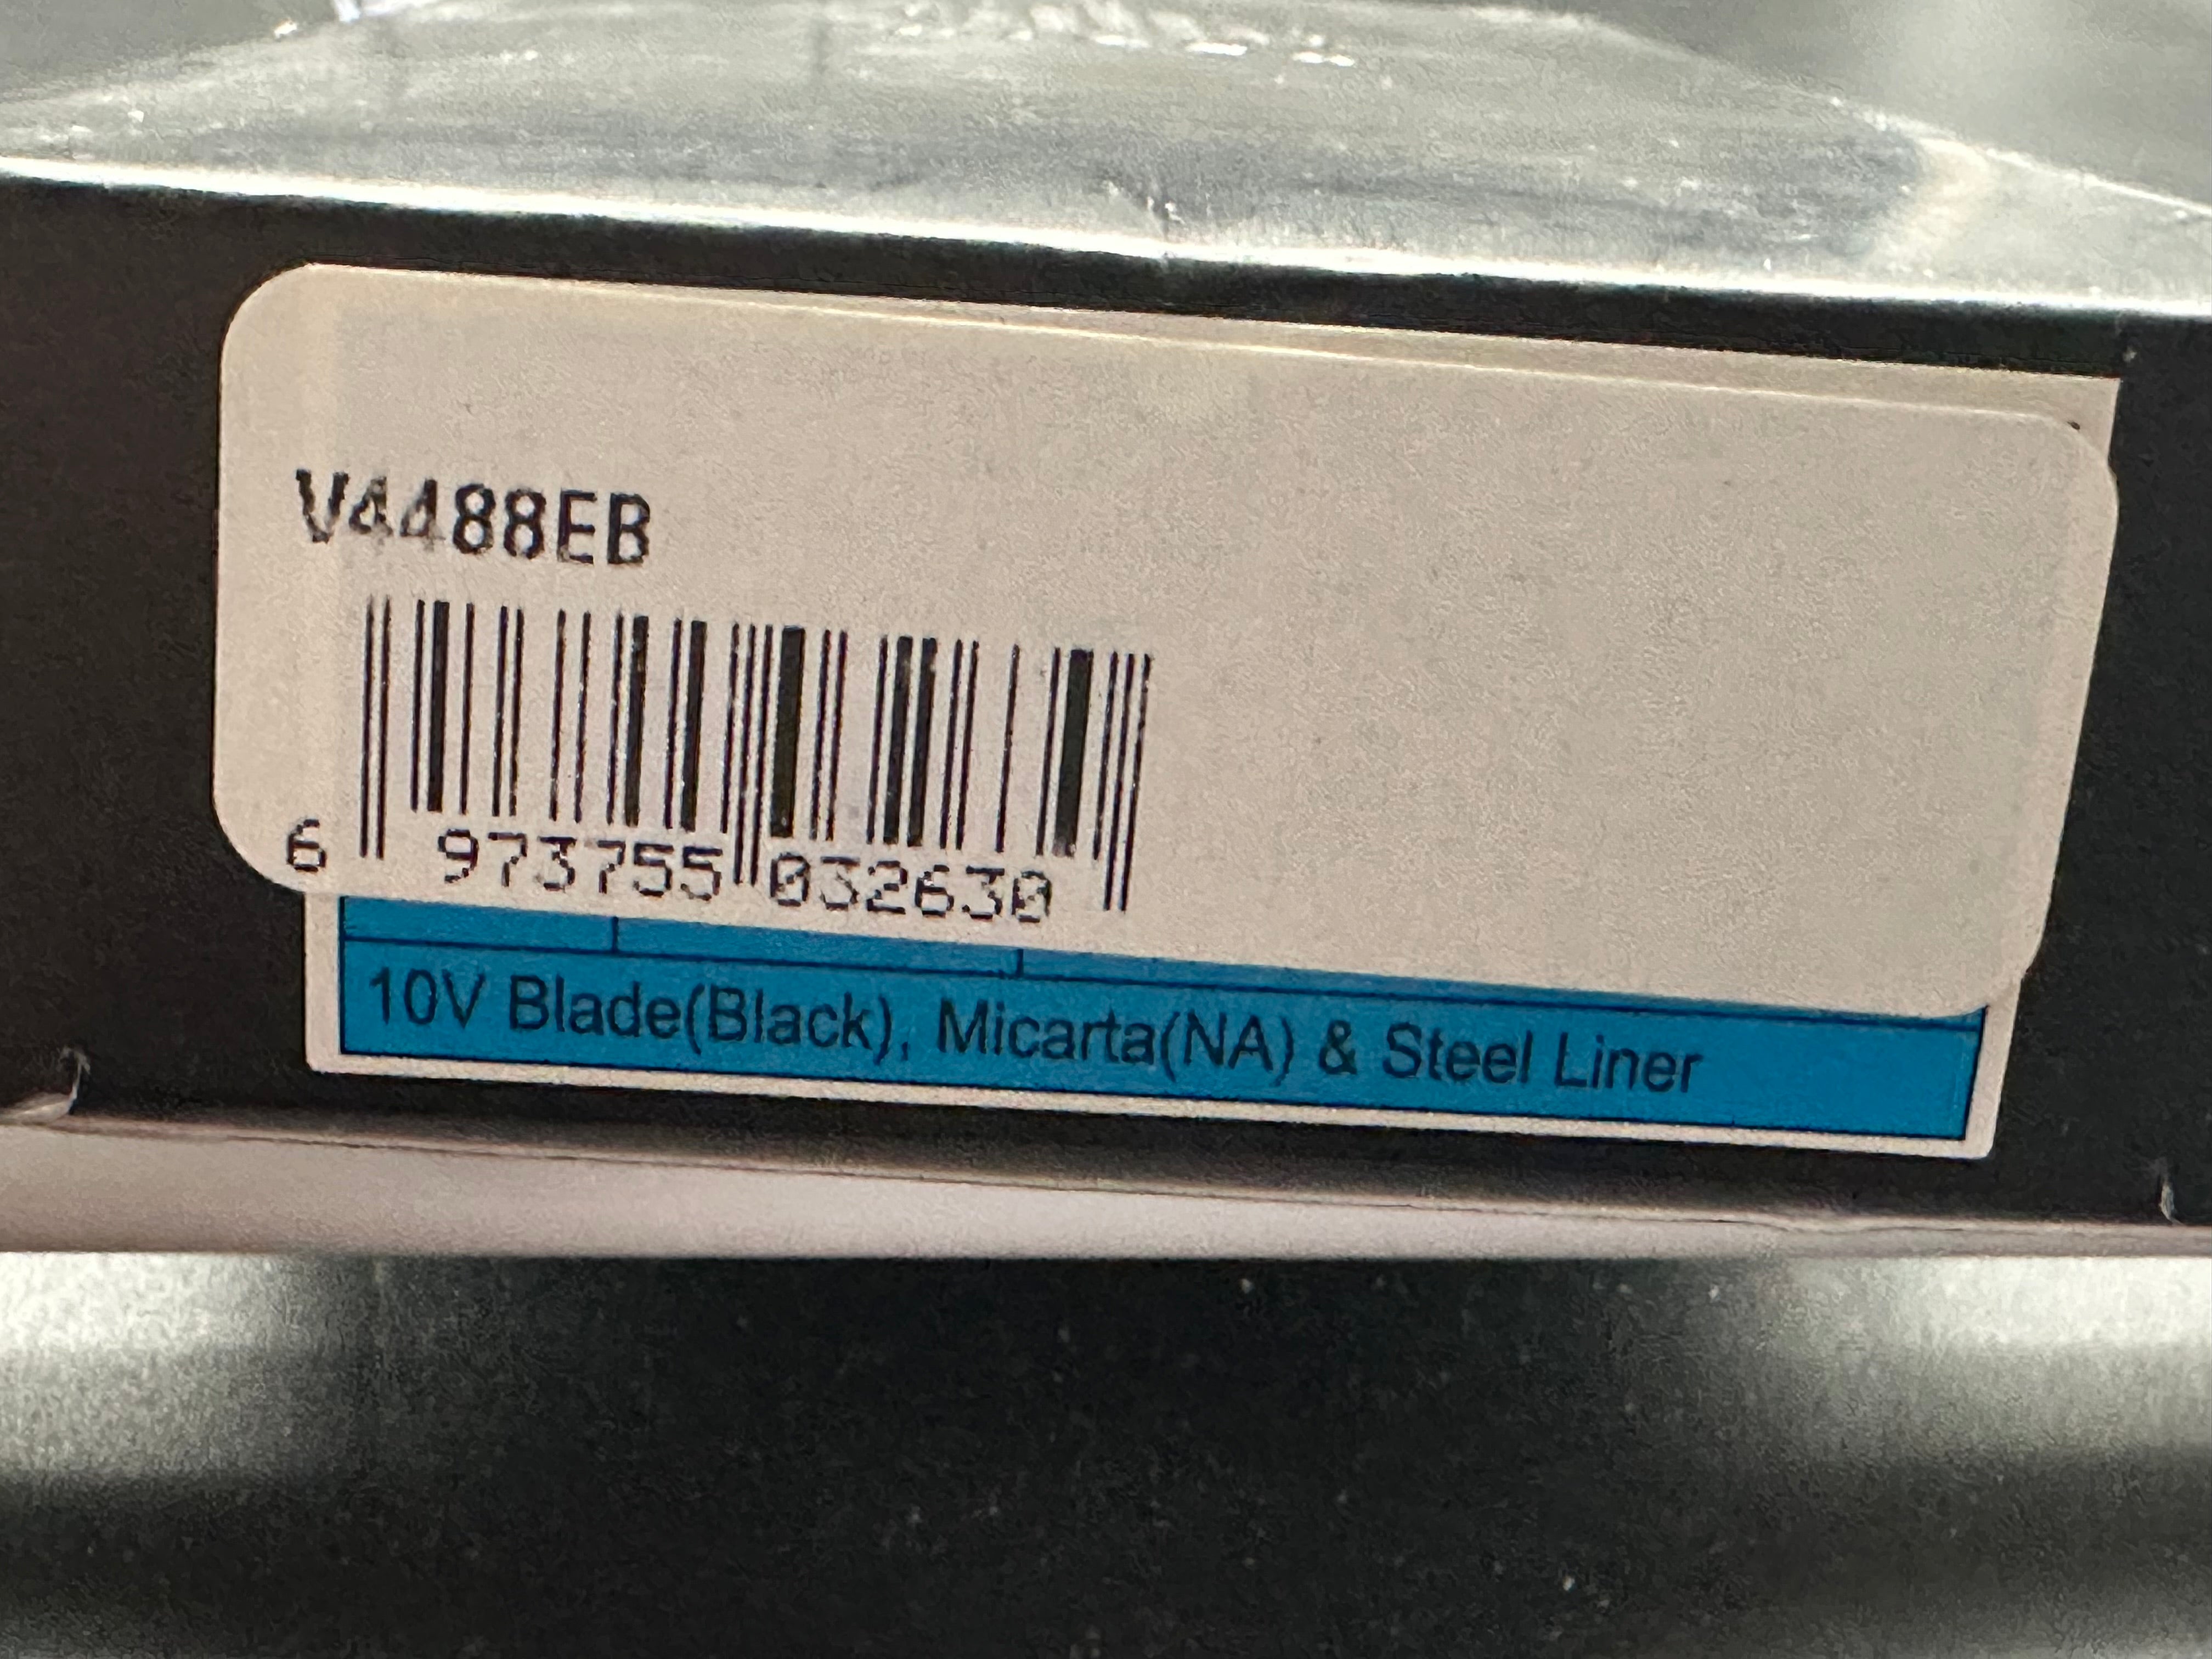 V4488EB
6 973755 032630
10V Blade(Black), Micarta(NA) & Steel Liner